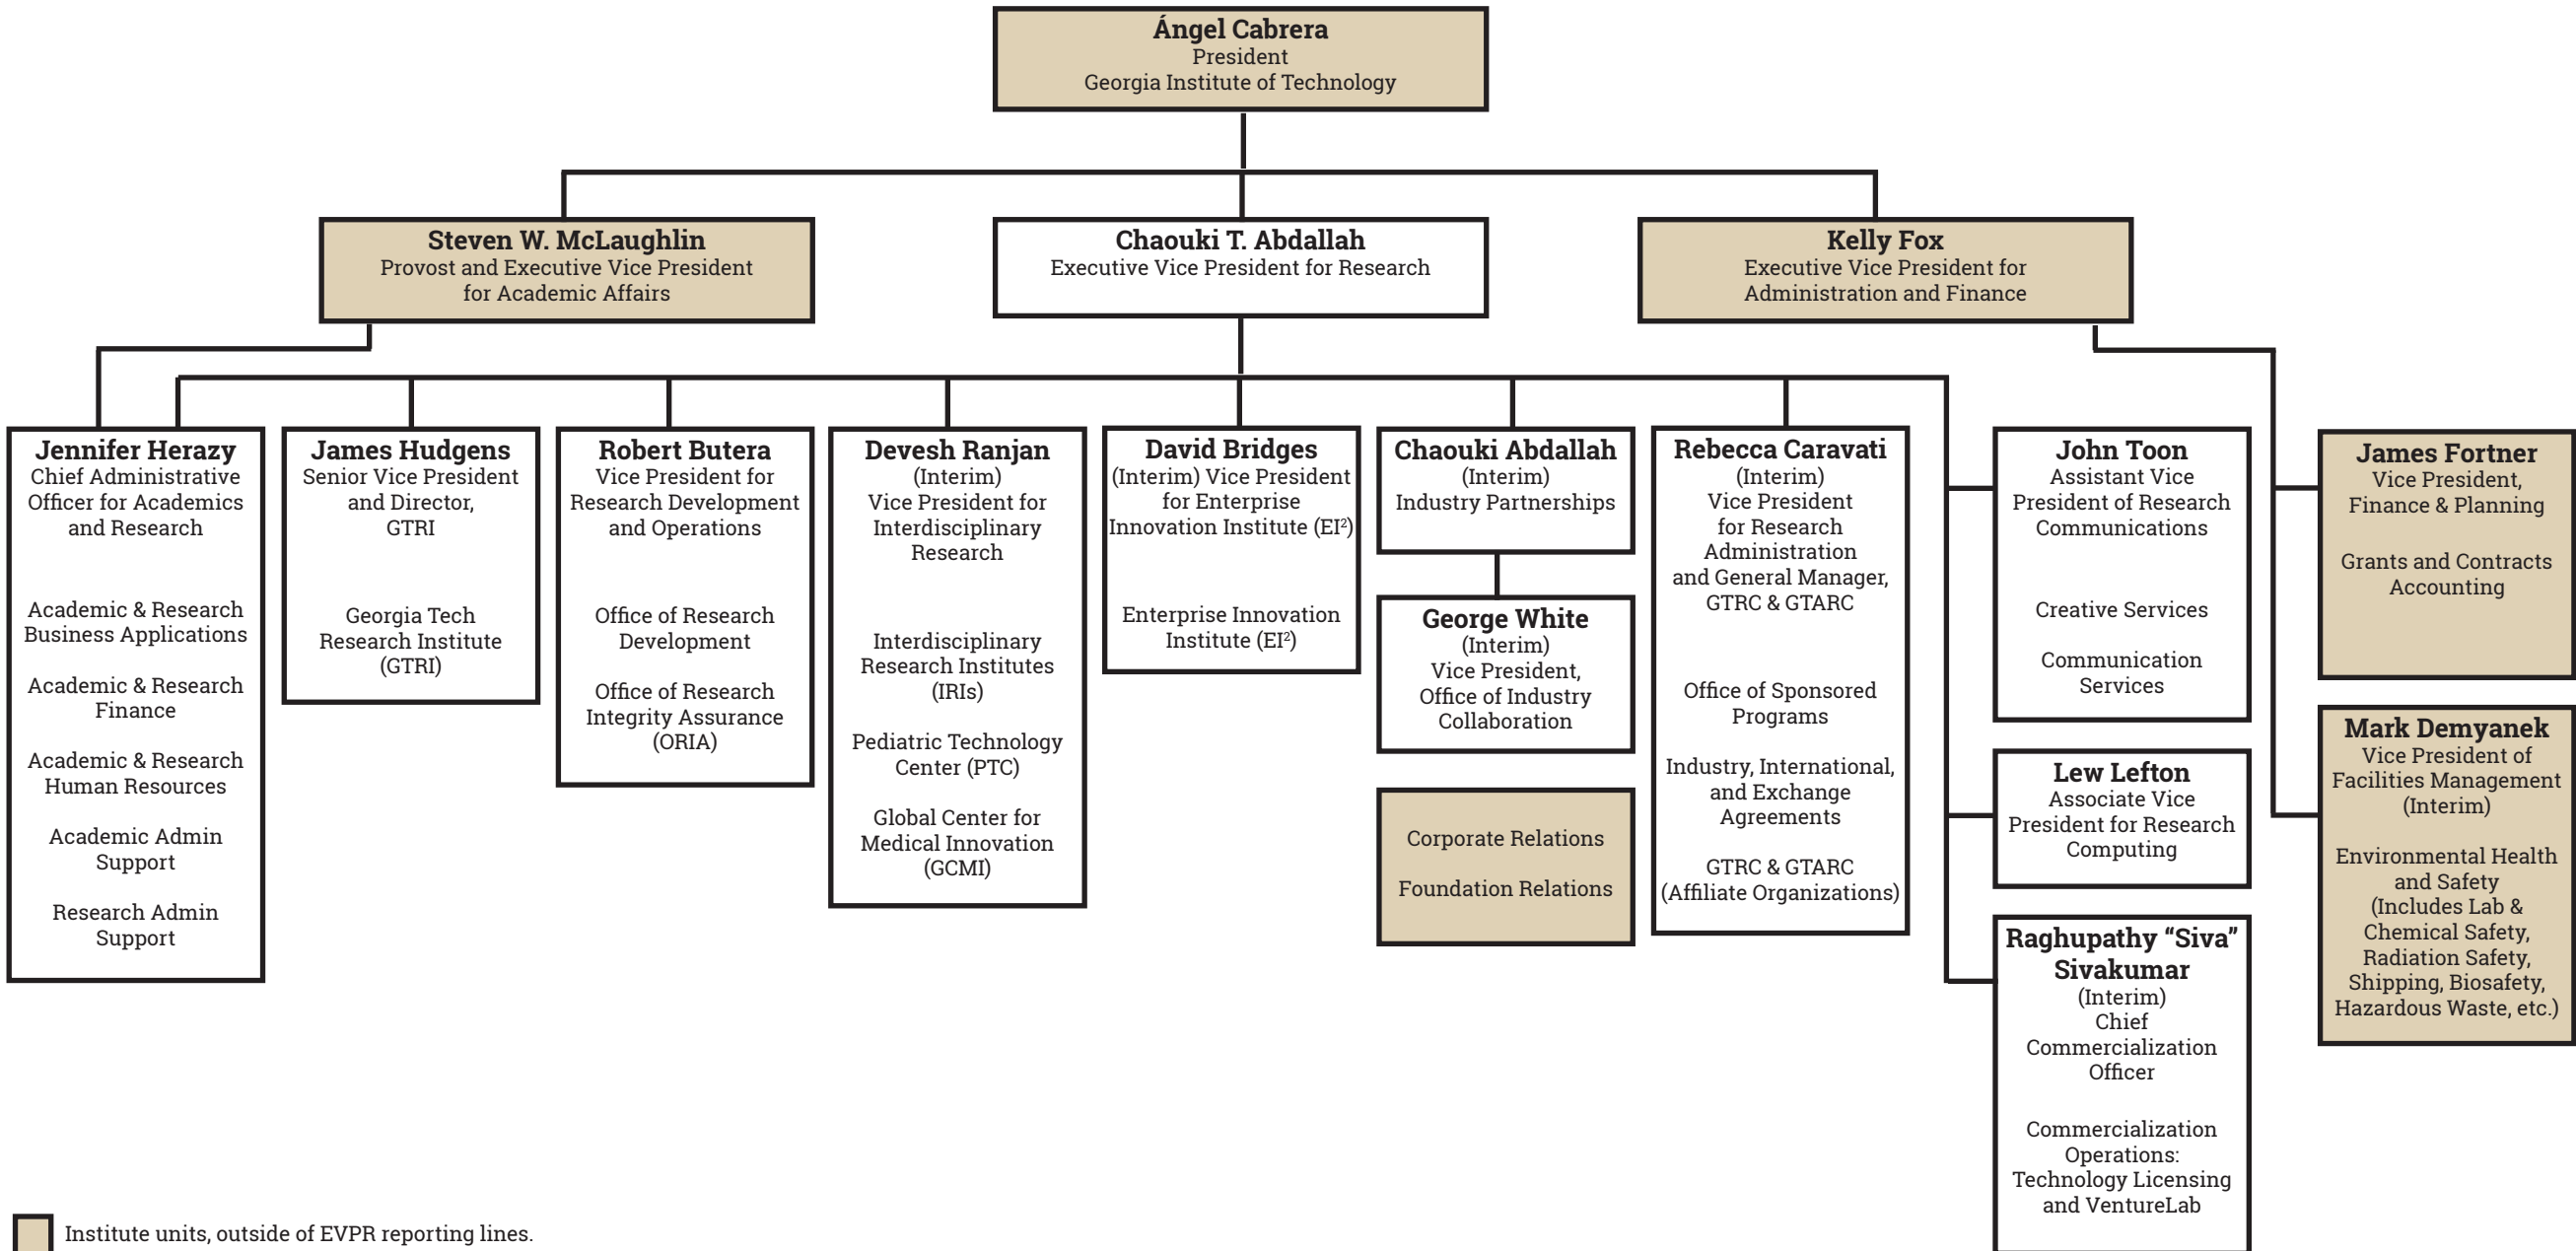 Ángel Cabrera
President
Georgia Institute of Technology
Steven W. McLaughlin
Provost and Executive Vice President
for Academic Affairs
Chaouki T. Abdallah
Executive Vice President for Research
Kelly Fox
Executive Vice President for
Administration and Finance
Jennifer Herazy
Chief Administrative
Officer for Academics
and Research
Academic & Research
Business Applications
Academic & Research
Finance
Academic & Research
Human Resources
Academic Admin
Support
Research Admin
Support
James Hudgens
Senior Vice President
and Director,
GTRI
Georgia Tech
Research Institute
(GTRI)
Robert Butera
Vice President for
Research Development
and Operations
Office of Research
Development
Office of Research
Integrity Assurance
(ORIA)
Devesh Ranjan
(Interim)
Vice President for
Interdisciplinary
Research
Interdisciplinary
Research Institutes
(IRIs)
Pediatric Technology
Center (PTC)
Global Center for
Medical Innovation
(GCMI)
David Bridges
(Interim) Vice President
for Enterprise
Innovation Institute (EI²)
Enterprise Innovation
Institute (EI²)
Chaouki Abdallah
(Interim)
Industry Partnerships
George White
(Interim)
Vice President,
Office of Industry
Collaboration
Corporate Relations
Foundation Relations
Rebecca Caravati
(Interim)
Vice President
for Research
Administration
and General Manager,
GTRC & GTARC
Office of Sponsored
Programs
Industry, International,
and Exchange
Agreements
GTRC & GTARC
(Affiliate Organizations)
John Toon
Assistant Vice
President of Research
Communications
Creative Services
Communication
Services
Lew Lefton
Associate Vice
President for Research
Computing
Raghupathy “Siva”
Sivakumar
(Interim)
Chief
Commercialization
Officer
Commercialization
Operations:
Technology Licensing
and VentureLab
James Fortner
Vice President,
Finance & Planning
Grants and Contracts
Accounting
Mark Demyanek
Vice President of
Facilities Management
(Interim)
Environmental Health
and Safety
(Includes Lab &
Chemical Safety,
Radiation Safety,
Shipping, Biosafety,
Hazardous Waste, etc.)
Institute units, outside of EVPR reporting lines.